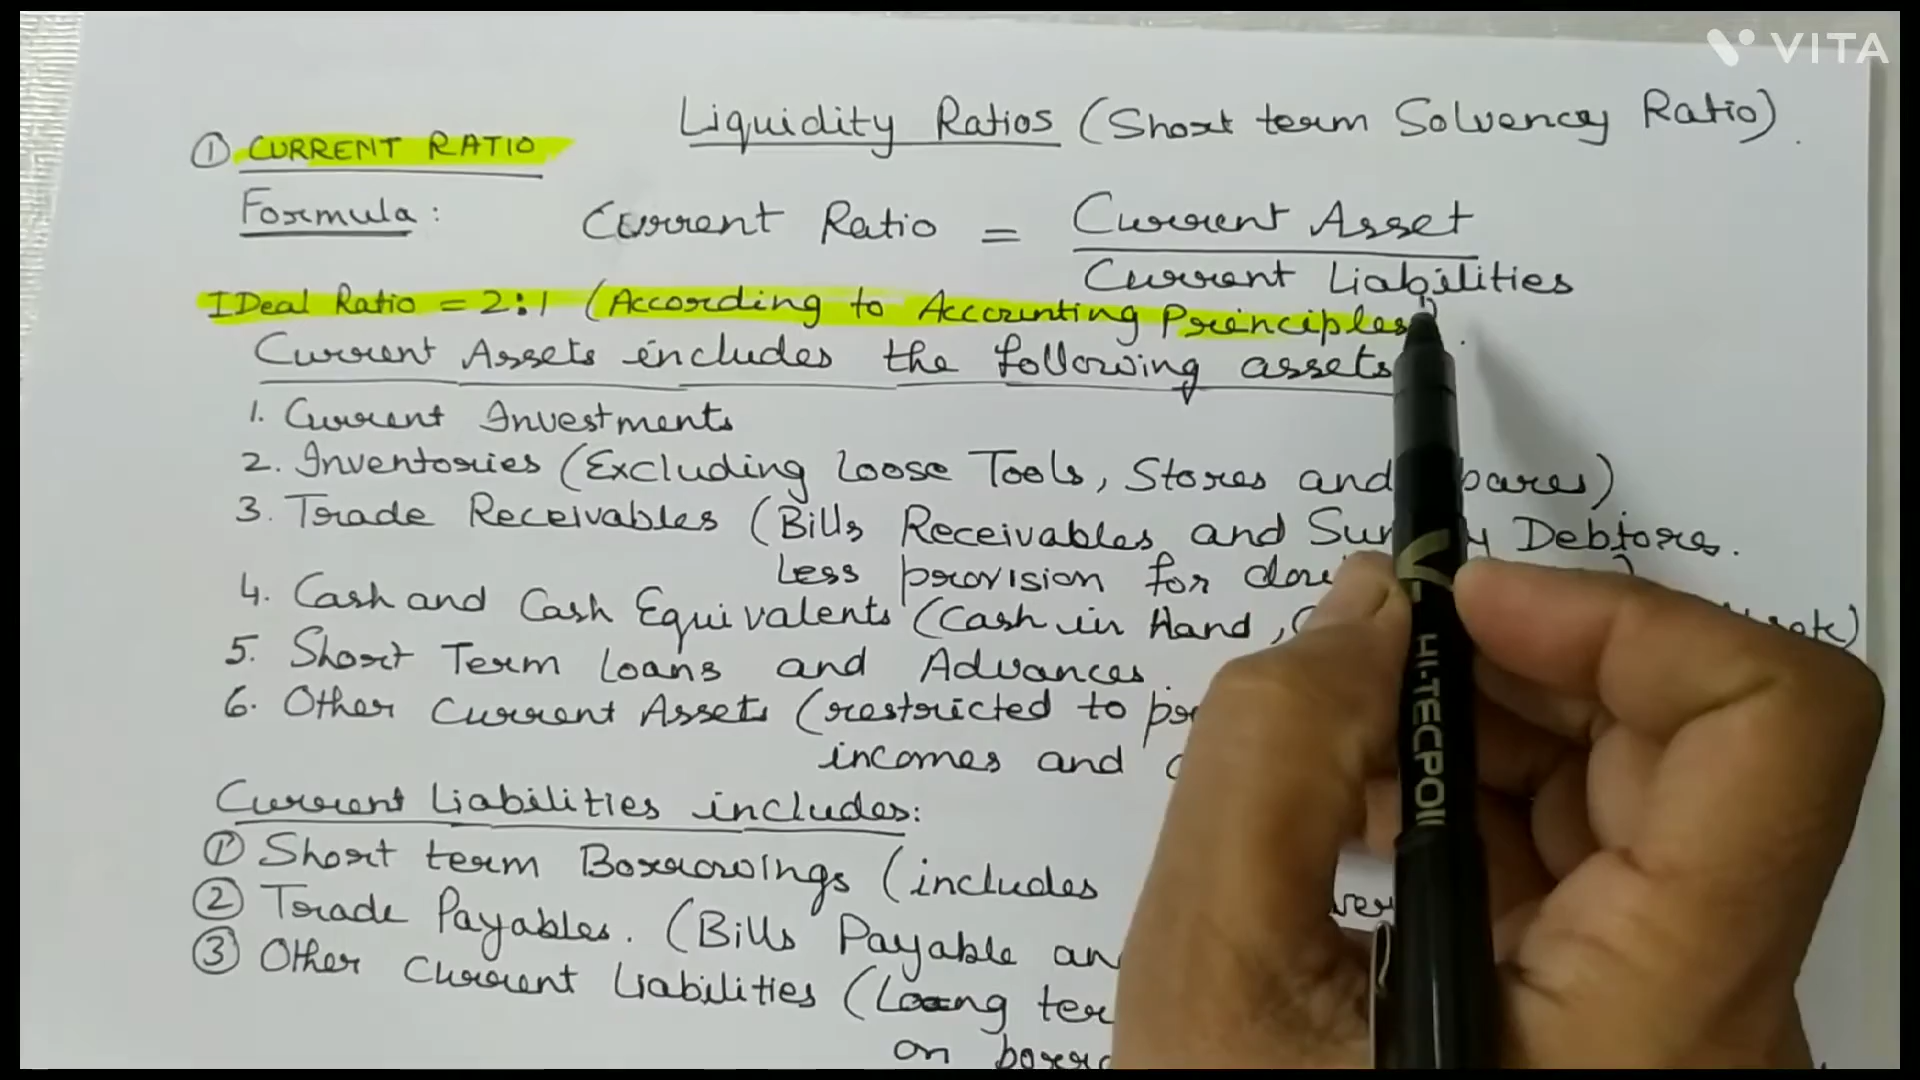 VITA
Liquidity Ratios (Short term Solvency Ratio).
① CURRENT RATIO
Formula: Current Ratio = Current Asset
Current Liabilities
IDeal Ratio = 2:1 (According to Accounting Principles).
Current Assets includes the following assets
1. Current Investments
2. Inventories (Excluding Loose Tools, Stores and
3. Trade Receivables (Bills Receivables and Debtors.
Less provision for
4. Cash and Cash Equivalents (Cash in Hand,
5. Short Term Loans and Advances.
6. Other Current Assets (restricted to
incomes and
Current Liabilities includes:
① Short term Borrowings (includes
② Trade Payables. (Bills Payable
③ Other Current Liabilities (Long
on
V-
HI-TECPOINT